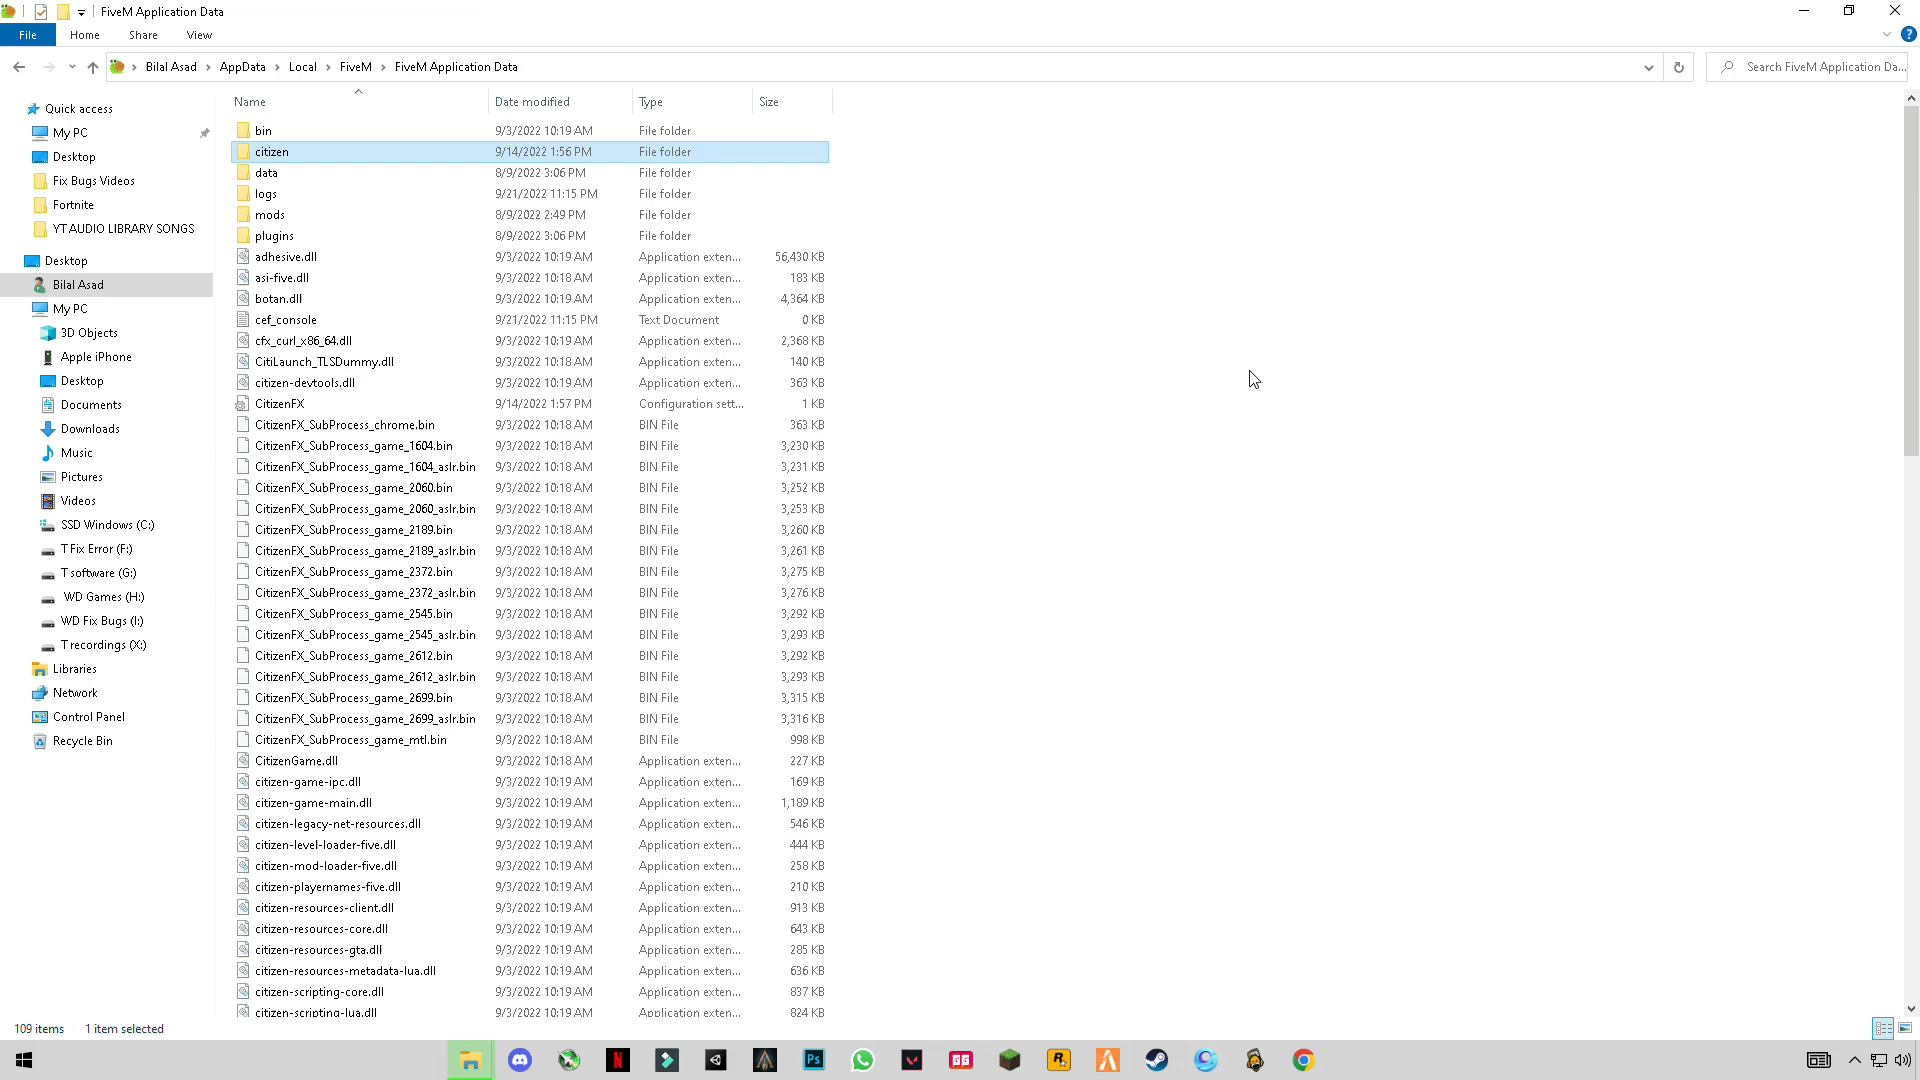 FiveM Application Data
File Home Share View
Bilal Asad AppData Local FiveM FiveM Application Data
Search FiveM Application Da...
Name Date modified Type Size
Quick access
My PC
Desktop
Fix Bugs Videos
Fortnite
YT AUDIO LIBRARY SONGS
Desktop
Bilal Asad
My PC
3D Objects
Apple iPhone
Desktop
Documents
Downloads
Music
Pictures
Videos
SSD Windows (C:)
T Fix Error (F:)
T software (G:)
WD Games (H:)
WD Fix Bugs (I:)
T recordings (X:)
Libraries
Network
Control Panel
Recycle Bin
bin 9/3/2022 10:19 AM File folder
citizen 9/14/2022 1:56 PM File folder
data 8/9/2022 3:06 PM File folder
logs 9/21/2022 11:15 PM File folder
mods 8/9/2022 2:49 PM File folder
plugins 8/9/2022 3:06 PM File folder
adhesive.dll 9/3/2022 10:19 AM Application exten... 56,430 KB
asi-five.dll 9/3/2022 10:18 AM Application exten... 183 KB
botan.dll 9/3/2022 10:19 AM Application exten... 4,364 KB
cef_console 9/21/2022 11:15 PM Text Document 0 KB
cfx_curl_x86_64.dll 9/3/2022 10:19 AM Application exten... 2,368 KB
CitiLaunch_TLSDummy.dll 9/3/2022 10:18 AM Application exten... 140 KB
citizen-devtools.dll 9/3/2022 10:19 AM Application exten... 363 KB
CitizenFX 9/14/2022 1:57 PM Configuration sett... 1 KB
CitizenFX_SubProcess_chrome.bin 9/3/2022 10:18 AM BIN File 363 KB
CitizenFX_SubProcess_game_1604.bin 9/3/2022 10:18 AM BIN File 3,230 KB
CitizenFX_SubProcess_game_1604_aslr.bin 9/3/2022 10:18 AM BIN File 3,231 KB
CitizenFX_SubProcess_game_2060.bin 9/3/2022 10:18 AM BIN File 3,252 KB
CitizenFX_SubProcess_game_2060_aslr.bin 9/3/2022 10:18 AM BIN File 3,253 KB
CitizenFX_SubProcess_game_2189.bin 9/3/2022 10:18 AM BIN File 3,260 KB
CitizenFX_SubProcess_game_2189_aslr.bin 9/3/2022 10:18 AM BIN File 3,261 KB
CitizenFX_SubProcess_game_2372.bin 9/3/2022 10:18 AM BIN File 3,275 KB
CitizenFX_SubProcess_game_2372_aslr.bin 9/3/2022 10:18 AM BIN File 3,276 KB
CitizenFX_SubProcess_game_2545.bin 9/3/2022 10:18 AM BIN File 3,292 KB
CitizenFX_SubProcess_game_2545_aslr.bin 9/3/2022 10:18 AM BIN File 3,293 KB
CitizenFX_SubProcess_game_2612.bin 9/3/2022 10:18 AM BIN File 3,292 KB
CitizenFX_SubProcess_game_2612_aslr.bin 9/3/2022 10:18 AM BIN File 3,293 KB
CitizenFX_SubProcess_game_2699.bin 9/3/2022 10:18 AM BIN File 3,315 KB
CitizenFX_SubProcess_game_2699_aslr.bin 9/3/2022 10:18 AM BIN File 3,316 KB
CitizenFX_SubProcess_game_mtl.bin 9/3/2022 10:18 AM BIN File 998 KB
CitizenGame.dll 9/3/2022 10:18 AM Application exten... 227 KB
citizen-game-ipc.dll 9/3/2022 10:19 AM Application exten... 169 KB
citizen-game-main.dll 9/3/2022 10:19 AM Application exten... 1,189 KB
citizen-legacy-net-resources.dll 9/3/2022 10:19 AM Application exten... 546 KB
citizen-level-loader-five.dll 9/3/2022 10:19 AM Application exten... 444 KB
citizen-mod-loader-five.dll 9/3/2022 10:19 AM Application exten... 258 KB
citizen-playernames-five.dll 9/3/2022 10:19 AM Application exten... 210 KB
citizen-resources-client.dll 9/3/2022 10:19 AM Application exten... 913 KB
citizen-resources-core.dll 9/3/2022 10:19 AM Application exten... 643 KB
citizen-resources-gta.dll 9/3/2022 10:19 AM Application exten... 285 KB
citizen-resources-metadata-lua.dll 9/3/2022 10:19 AM Application exten... 636 KB
citizen-scripting-core.dll 9/3/2022 10:19 AM Application exten... 837 KB
citizen-scripting-lua.dll 9/3/2022 10:19 AM Application exten... 824 KB
109 items 1 item selected